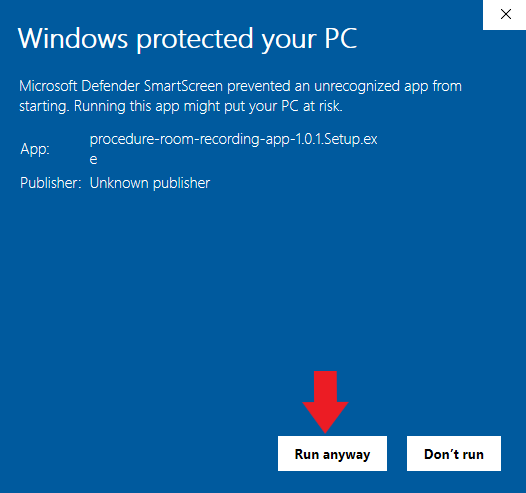 Windows protected your PC
Microsoft Defender SmartScreen prevented an unrecognized app from
starting. Running this app might put your PC at risk.
App: procedure-room-recording-app-1.0.1.Setup.ex
e
Publisher: Unknown publisher
Run anyway Don't run